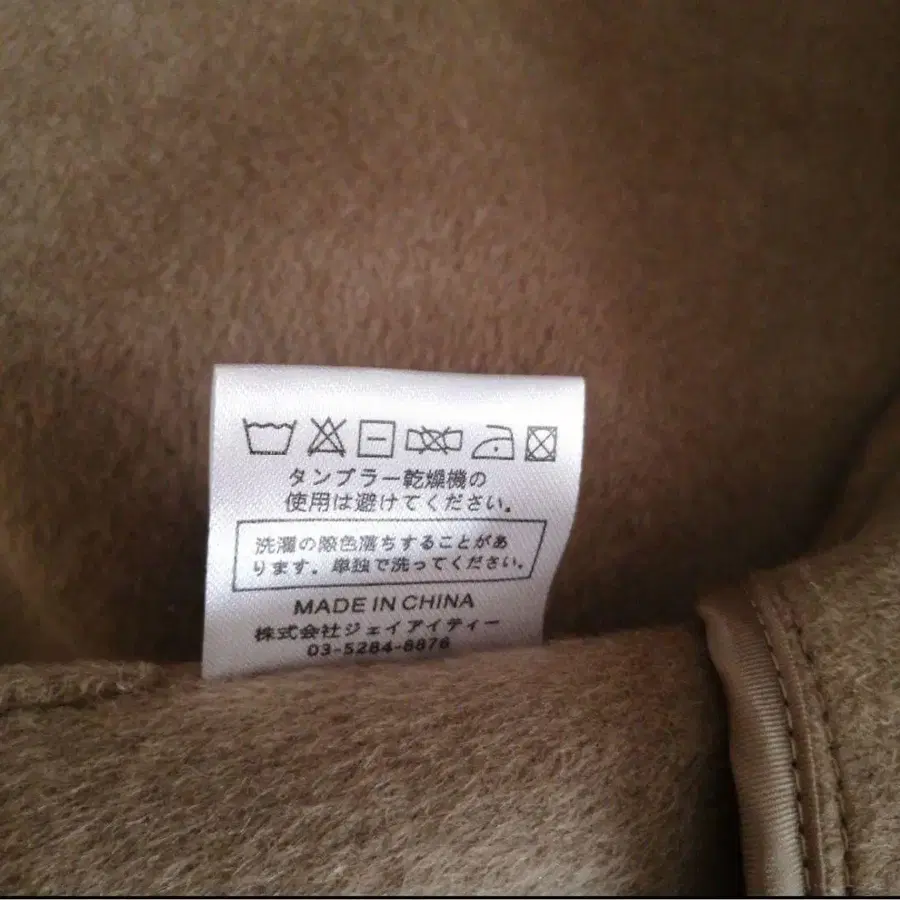 タンブラー乾燥機の
使用は避けてください。
洗濯の際色落ちすることがあ
ります。単独で洗ってください。
MADE IN CHINA
株式会社ジェイアイティー
03-5284-8876